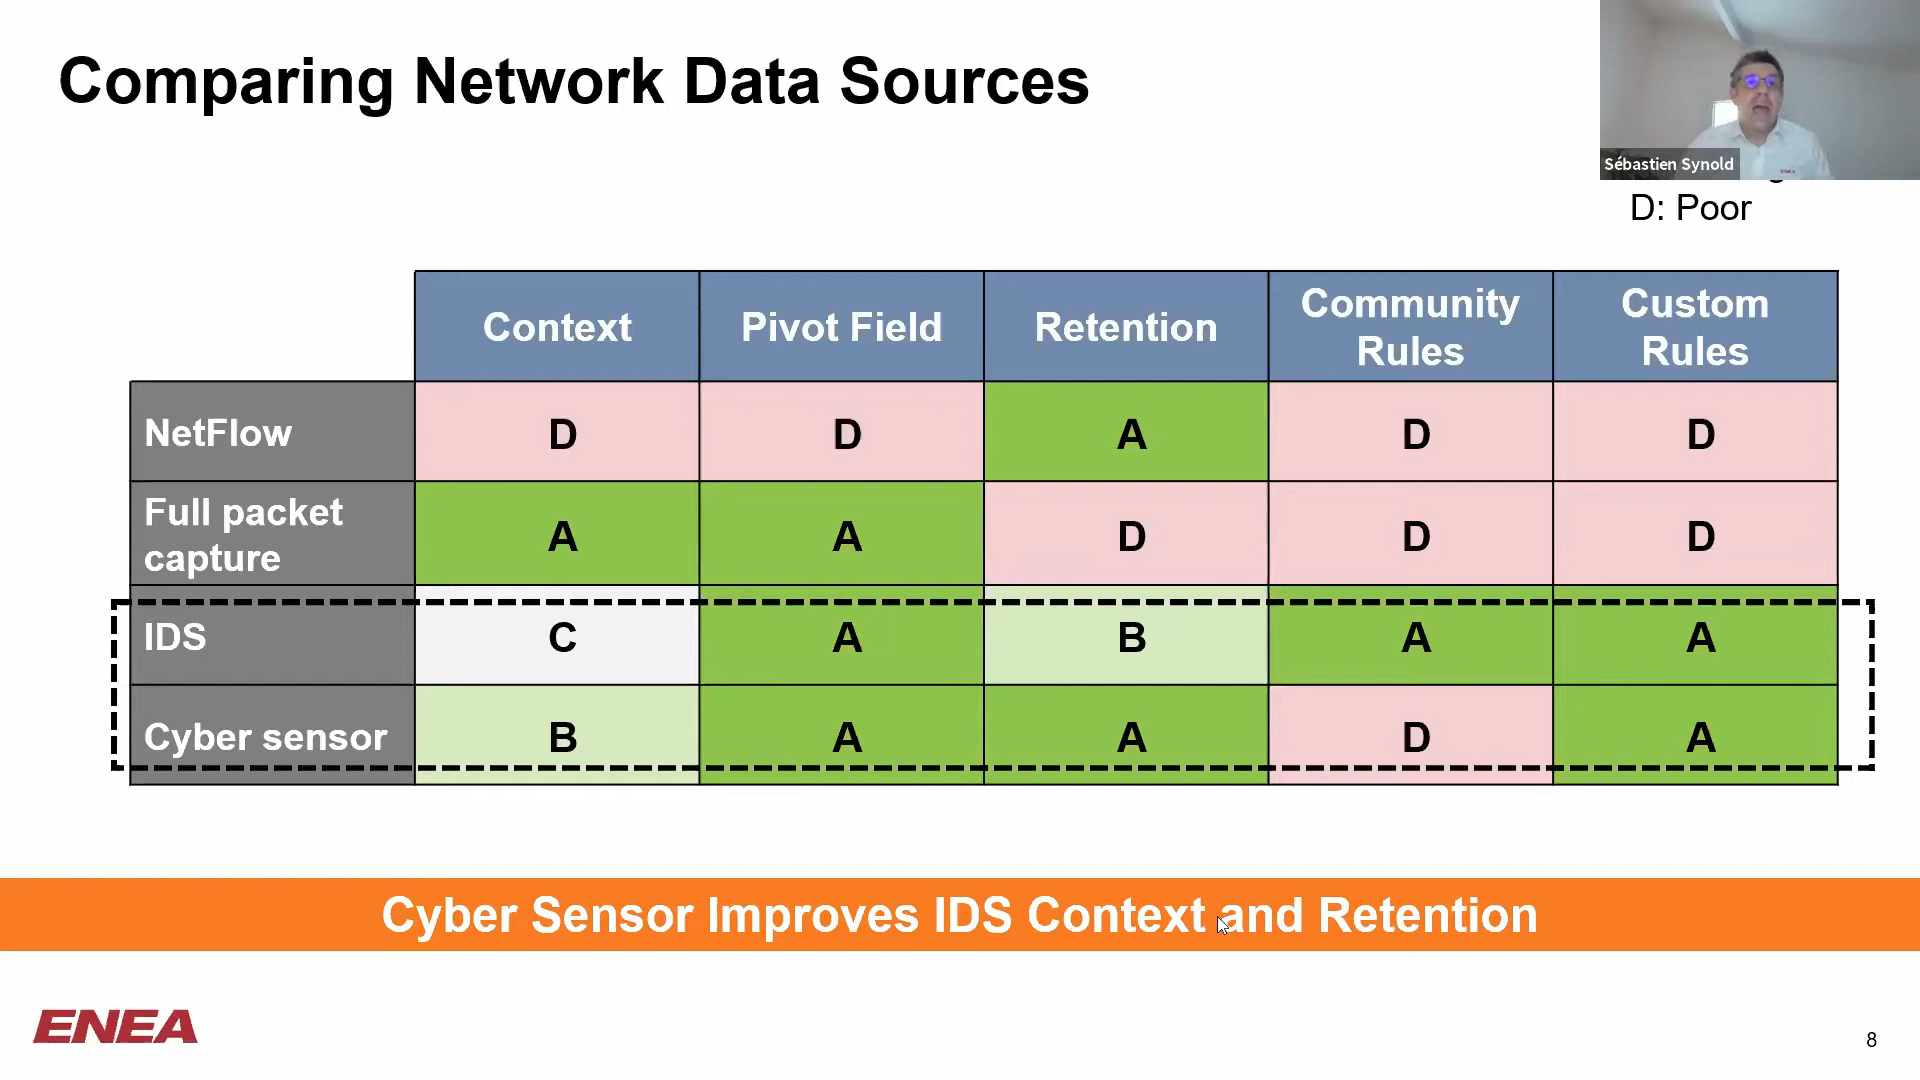 Comparing Network Data Sources
Sébastien Synold
D: Poor
Context
Pivot Field
Retention
Community
Rules
Custom
Rules
NetFlow
D
D
A
D
D
Full packet
capture
A
A
D
D
D
IDS
C
A
B
A
A
Cyber sensor
B
A
A
D
A
Cyber Sensor Improves IDS Context and Retention
ENEA
8